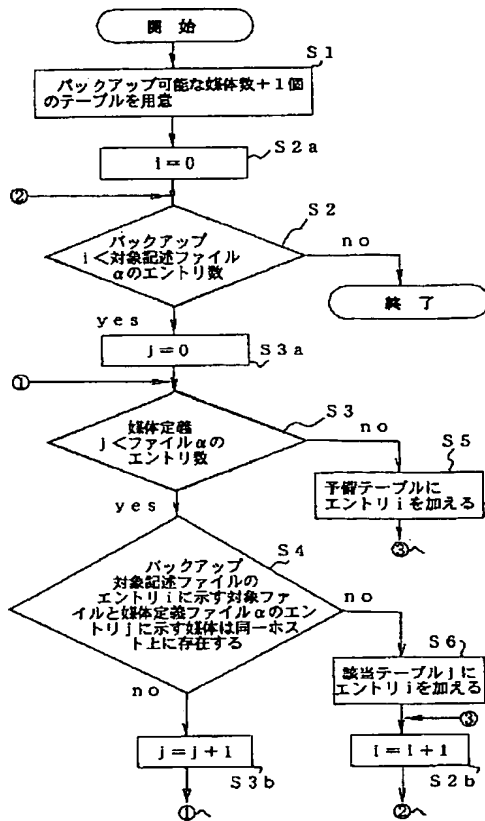 開始
S1
バックアップ可能な媒体数+1個
のテーブルを用意
S2a
i=0
②
S2
バックアップ
i<対象記述ファイル
αのエントリ数
no
終了
yes
S3a
j=0
①
S3
媒体定義
j<ファイルαの
エントリ数
no
S5
予備テーブルに
エントリiを加える
③
yes
S4
バックアップ
対象記述ファイルの
エントリiに示す対象ファ
イルと媒体定義ファイルαのエン
トリjに示す媒体は同一ホス
ト上に存在する
no
S6
該当テーブルjに
エントリiを加える
③
no
j=j+1
S3b
①
i=i+1
S2b
②